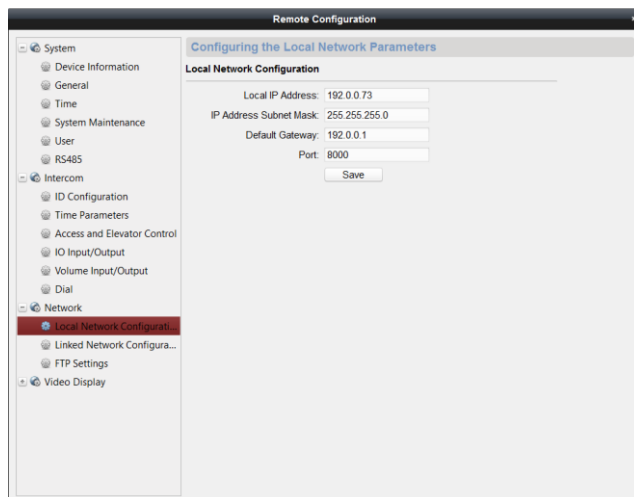 Remote Configuration
System
Device Information
General
Time
System Maintenance
User
RS485
Intercom
ID Configuration
Time Parameters
Access and Elevator Control
IO Input/Output
Volume Input/Output
Dial
Network
Local Network Configurati...
Linked Network Configura...
FTP Settings
Video Display
Configuring the Local Network Parameters
Local Network Configuration
Local IP Address: 192.0.0.73
IP Address Subnet Mask: 255.255.255.0
Default Gateway: 192.0.0.1
Port: 8000
Save